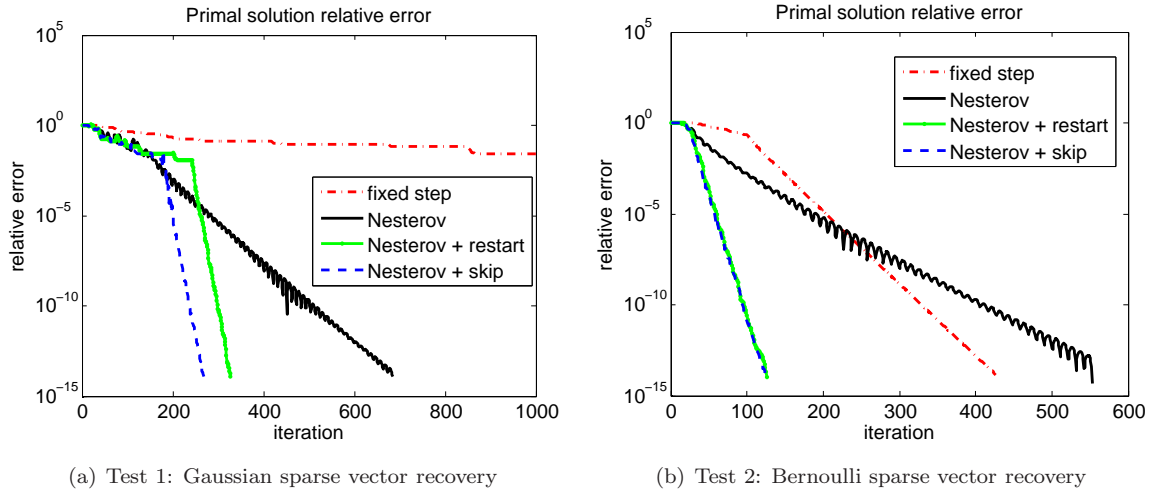 Primal solution relative error
10^5
10^0
10^−5
10^−10
10^−15
relative error
0
200
400
600
800
1000
iteration
fixed step
Nesterov
Nesterov + restart
Nesterov + skip
(a) Test 1: Gaussian sparse vector recovery
Primal solution relative error
10^5
10^0
10^−5
10^−10
10^−15
relative error
0
100
200
300
400
500
600
iteration
fixed step
Nesterov
Nesterov + restart
Nesterov + skip
(b) Test 2: Bernoulli sparse vector recovery